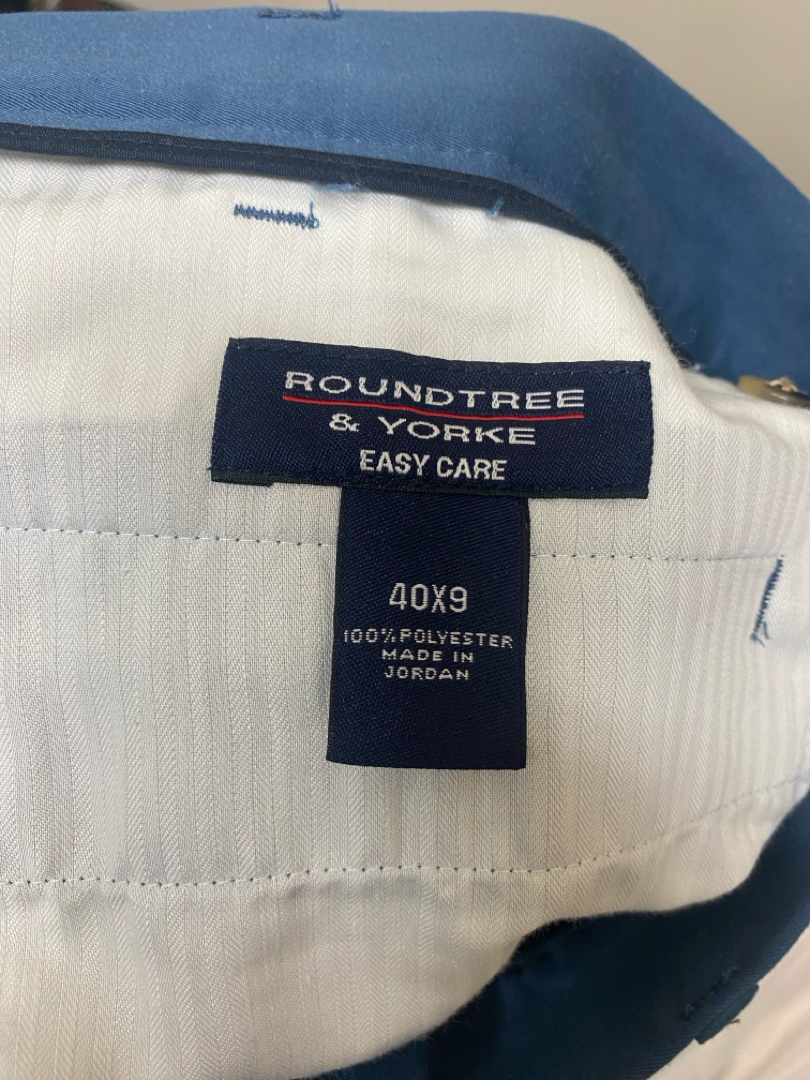 ROUNDTREE
& YORKE
EASY CARE
40X9
100% POLYESTER
MADE IN
JORDAN